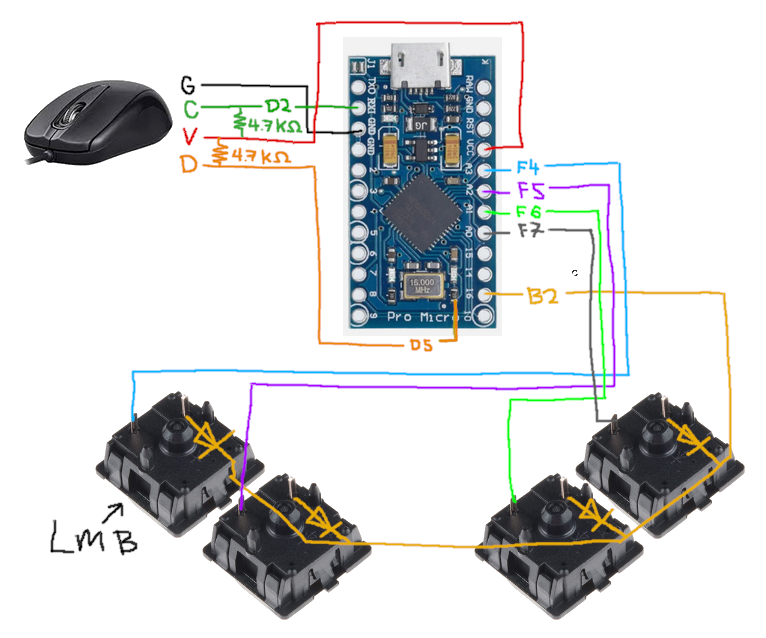 G
C
V
D
D2
4.7KΩ
4.7KΩ
J1
TXO
RXI
GND
GND
2
3
4
5
6
7
8
9
RAW
GND
RST
VCC
A3
A2
A1
A0
15
14
16
10
JG
16.000
MHz
Pro Micro
F4
F5
F6
F7
B2
D5
LMB